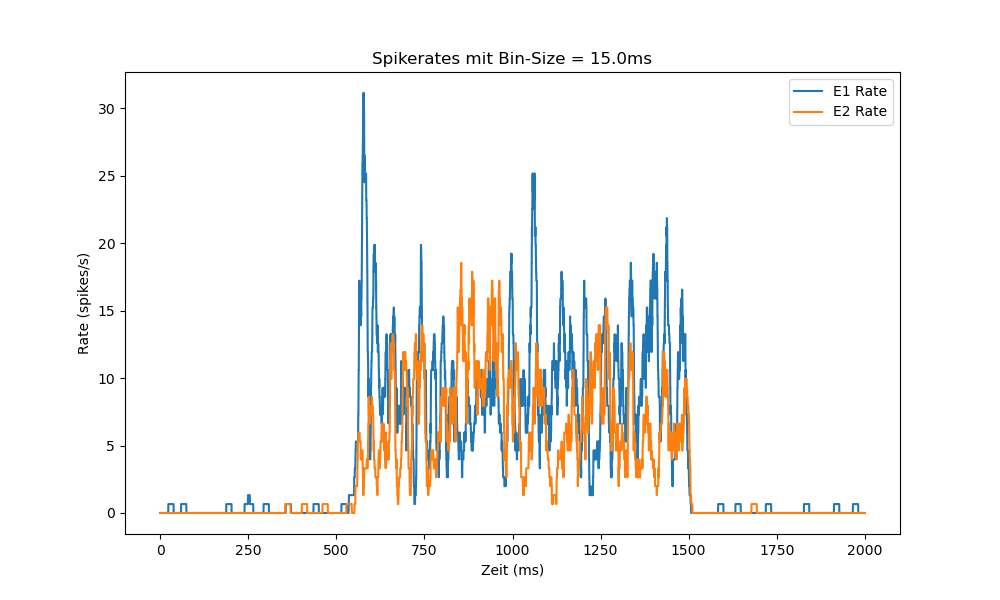 Spikerates mit Bin-Size = 15.0ms
E1 Rate
E2 Rate
30
25
20
15
10
5
0
Rate (spikes/s)
0 250 500 750 1000 1250 1500 1750 2000
Zeit (ms)